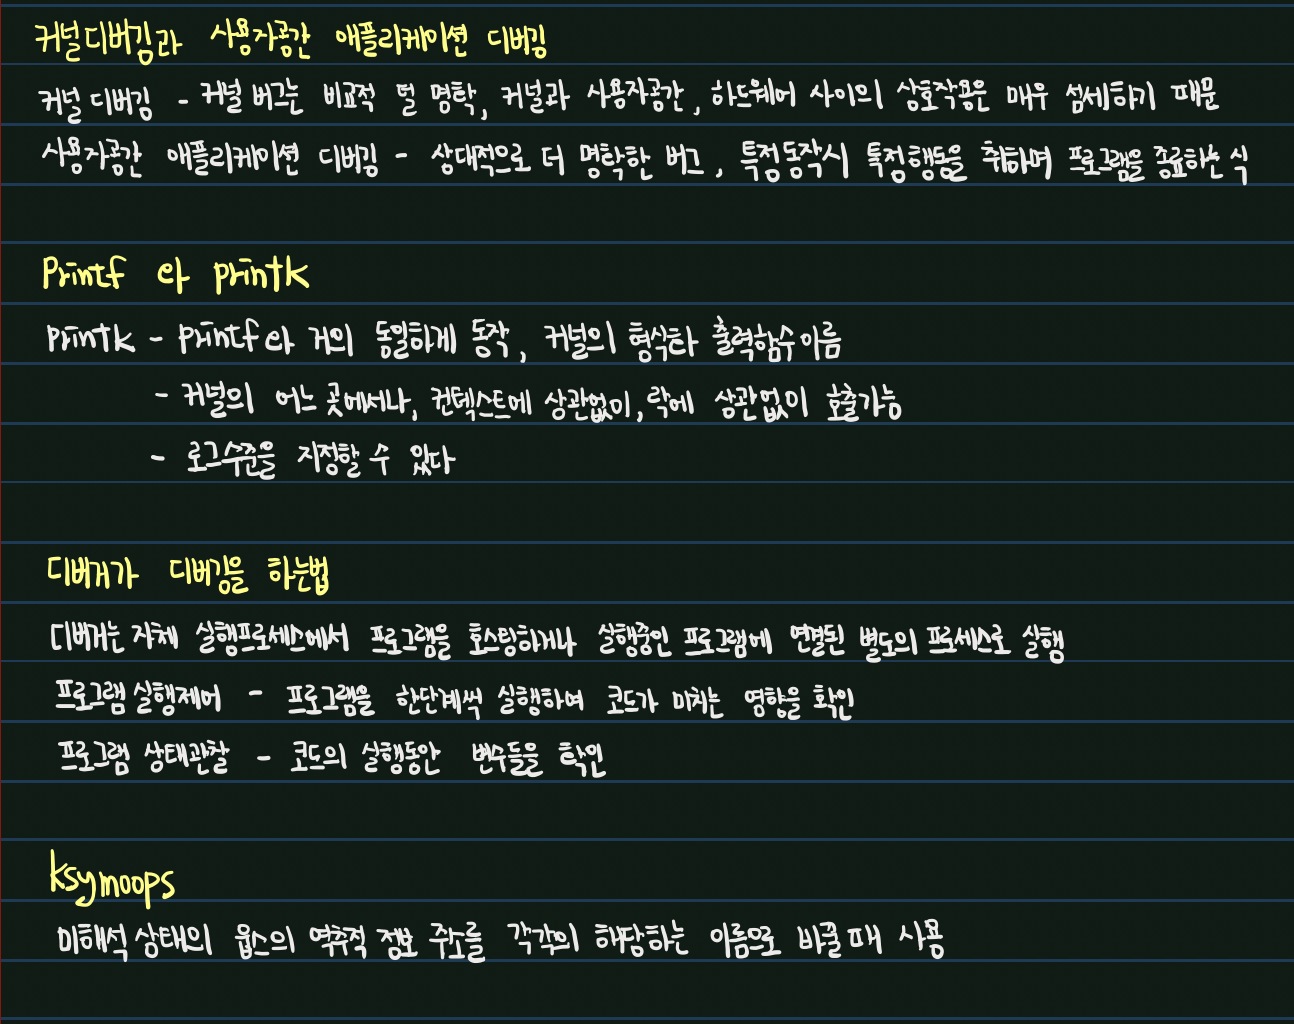 커널디버깅과 사용자공간 애플리케이션 디버깅
커널 디버깅 - 커널 버그는 비교적 덜 명확, 커널과 사용자공간, 하드웨어 사이의 상호작용은 매우 섬세하기 때문
사용자공간 애플리케이션 디버깅 - 상대적으로 더 명확한 버그, 특정동작시 특정행동을 취하며 프로그램을 종료하는 식
Printf 와 printk
printk - printf와 거의 동일하게 동작, 커널의 형식화 출력함수이름
- 커널의 어느 곳에서나, 컨텍스트에 상관없이, 락에 상관없이 호출가능
- 로그수준을 지정할 수 있다
디버거가 디버깅을 하는법
디버거는 자체 실행프로세스에서 프로그램을 호스팅하거나 실행중인 프로그램에 연결된 별도의 프로세스로 실행
프로그램 실행제어 - 프로그램을 한단계씩 실행하여 코드가 미치는 영향을 확인
프로그램 상태관찰 - 코드의 실행동안 변수들을 확인
ksymoops
미해석 상태의 웁스의 역추적 정보 주소를 각각의 해당하는 이름으로 바꿀 때 사용